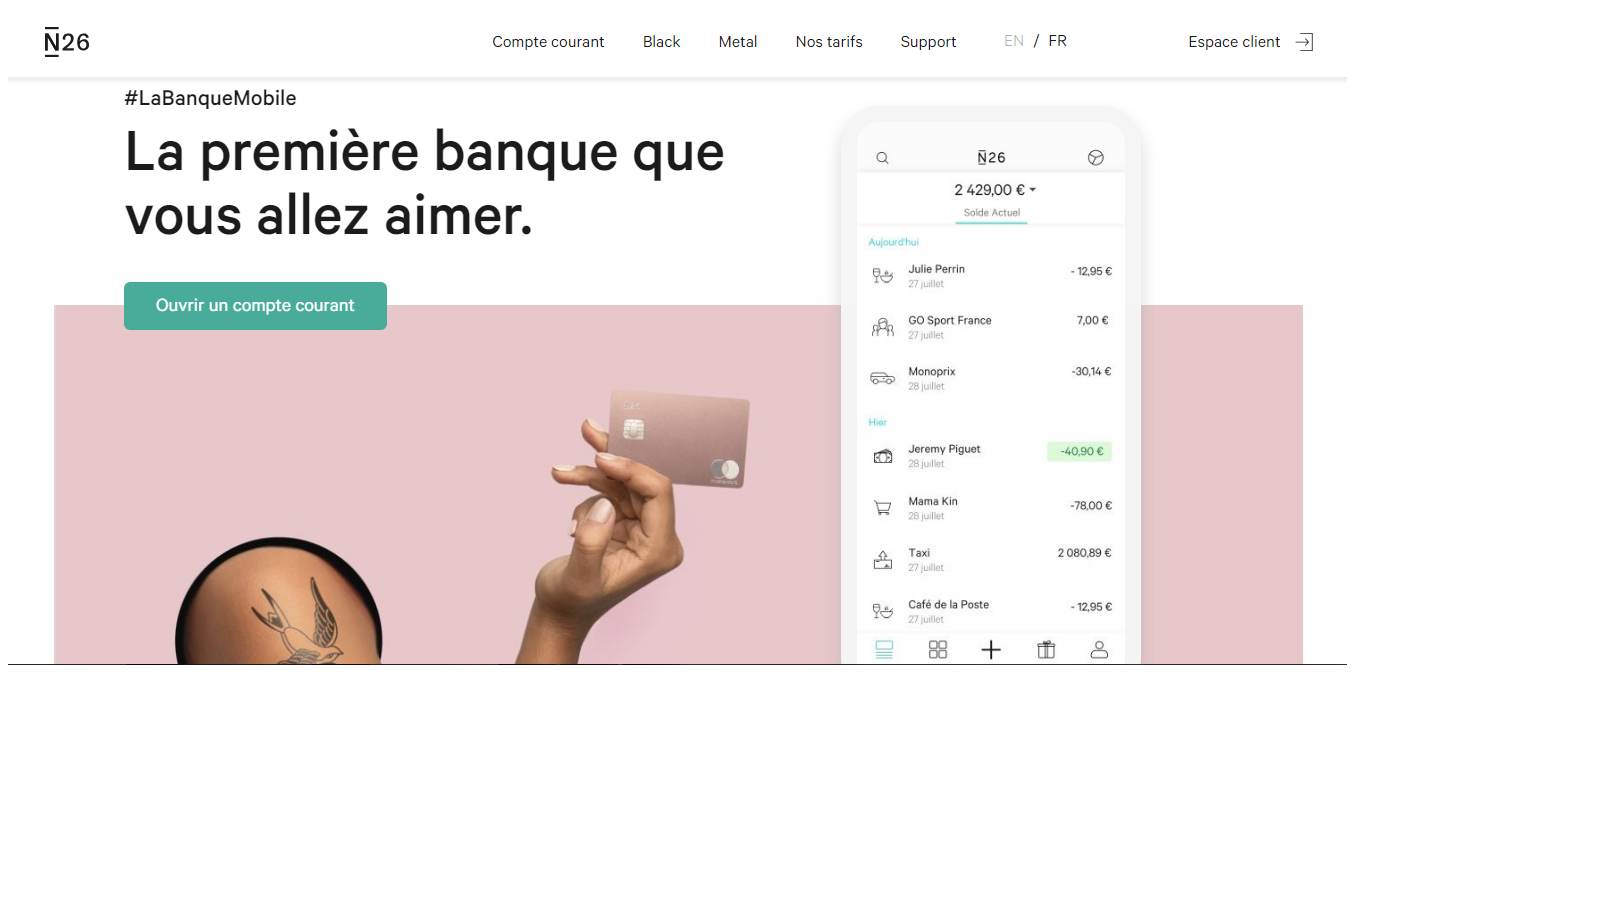 N26
Compte courant Black Metal Nos tarifs Support EN / FR Espace client
#LaBanqueMobile
La première banque que
vous allez aimer.
Ouvrir un compte courant
N26
2 429,00 €
Solde Actuel
Aujourd'hui
Julie Perrin - 12,95 €
27 juillet
GO Sport France 7,00 €
27 juillet
Monoprix -30,14 €
28 juillet
Hier
Jeremy Piguet -40,90 €
28 juillet
Mama Kin -78,00 €
28 juillet
Taxi 2 080,89 €
27 juillet
Café de la Poste - 12,95 €
27 juillet